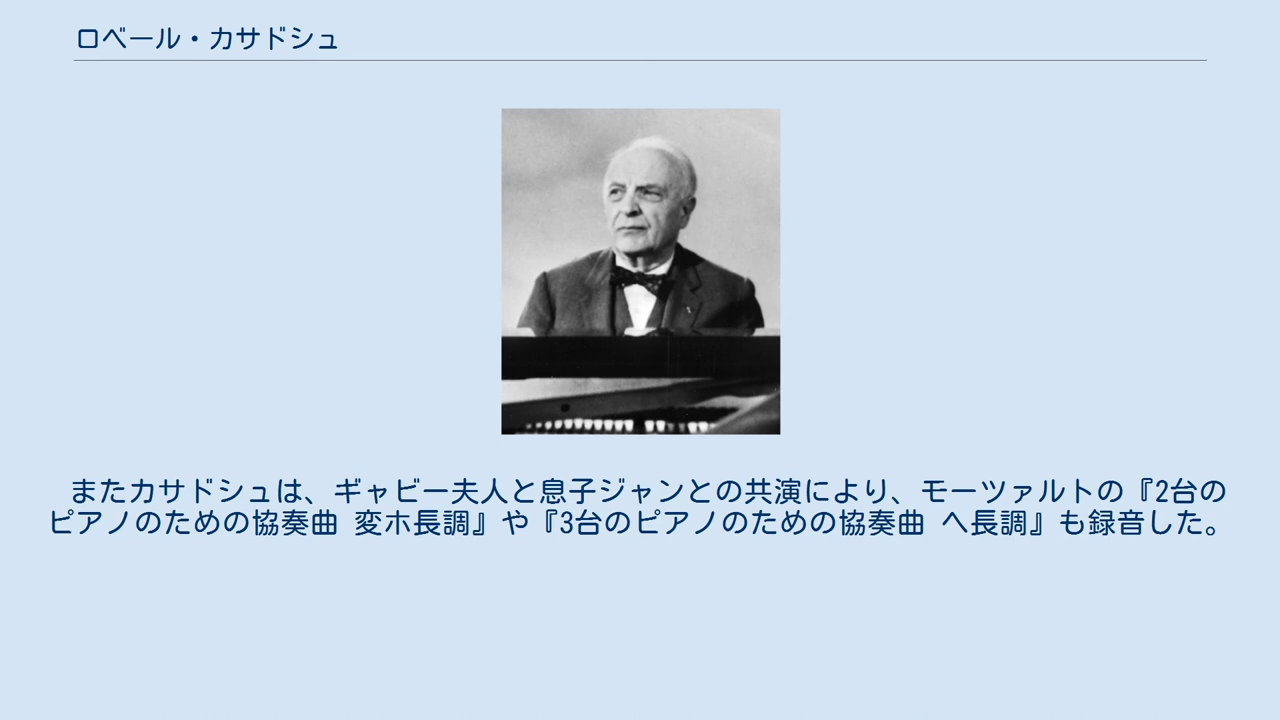 ロベール・カサドシュ
またカサドシュは、ギャビー夫人と息子ジャンとの共演により、モーツァルトの『2台の
ピアノのための協奏曲 変ホ長調』や『3台のピアノのための協奏曲 ヘ長調』も録音した。